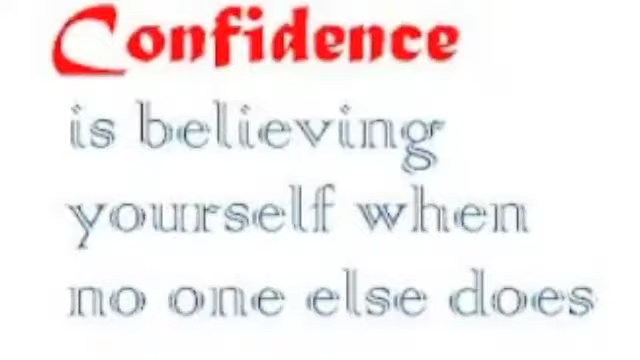 Confidence
is believing
yourself when
no one else does